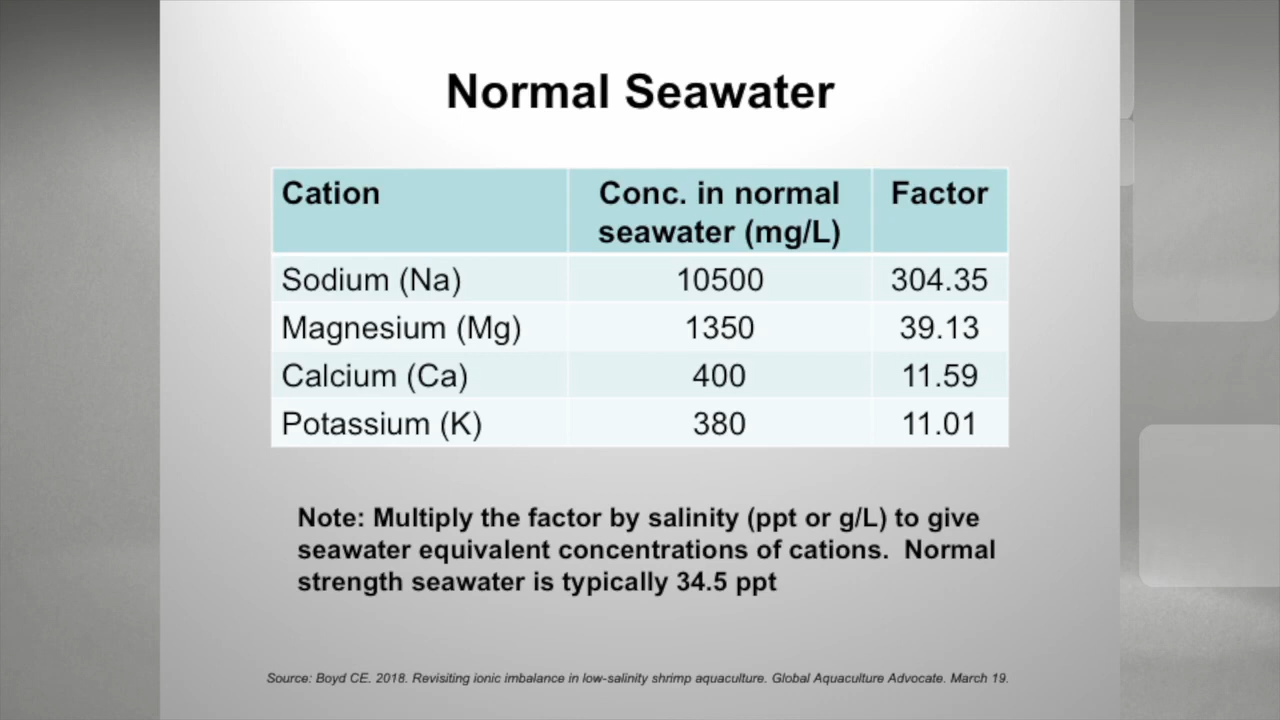 Normal Seawater
Cation Conc. in normal seawater (mg/L) Factor
Sodium (Na) 10500 304.35
Magnesium (Mg) 1350 39.13
Calcium (Ca) 400 11.59
Potassium (K) 380 11.01
Note: Multiply the factor by salinity (ppt or g/L) to give
seawater equivalent concentrations of cations. Normal
strength seawater is typically 34.5 ppt
Source: Boyd CE. 2018. Revisiting ionic imbalance in low-salinity shrimp aquaculture. Global Aquaculture Advocate. March 19.